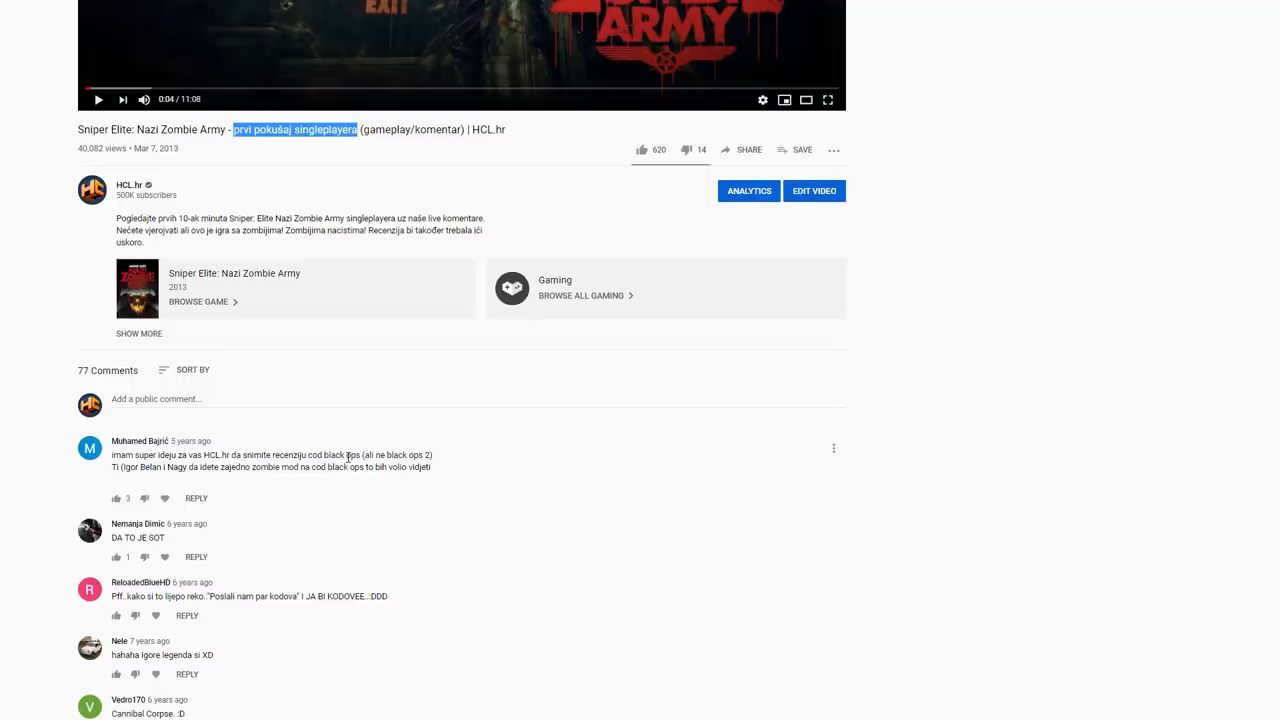 EXIT
ARMY
0:04 / 11:08
Sniper Elite: Nazi Zombie Army - prvi pokušaj singleplayera (gameplay/komentar) | HCL.hr
40,082 views • Mar 7, 2013
620
14
SHARE
SAVE
HCL.hr
500K subscribers
ANALYTICS
EDIT VIDEO
Pogledajte prvih 10-ak minuta Sniper: Elite Nazi Zombie Army singleplayera uz naše live komentare.
Nećete vjerojvati ali ovo je igra sa zombijima! Zombijima nacistima! Recenzija bi također trebala ići
uskoro.
Sniper Elite: Nazi Zombie Army
2013
BROWSE GAME
Gaming
BROWSE ALL GAMING
SHOW MORE
77 Comments
SORT BY
Add a public comment...
M
Muhamed Bajrić 5 years ago
imam super ideju za vas HCL.hr da snimite recenziju cod black ops (ali ne black ops 2)
Ti (Igor Belan i Nagy da idete zajedno zombie mod na cod black ops to bih volio vidjeti
3
REPLY
Nemanja Dimic 6 years ago
DA TO JE SOT
1
REPLY
R
ReloadedBlueHD 6 years ago
Pff..kako si to lijepo reko.."Poslali nam par kodova" I JA BI KODOVEE..:DDD
REPLY
Nele 7 years ago
hahaha Igore legenda si XD
REPLY
V
Vedro170 6 years ago
Cannibal Corpse. :D